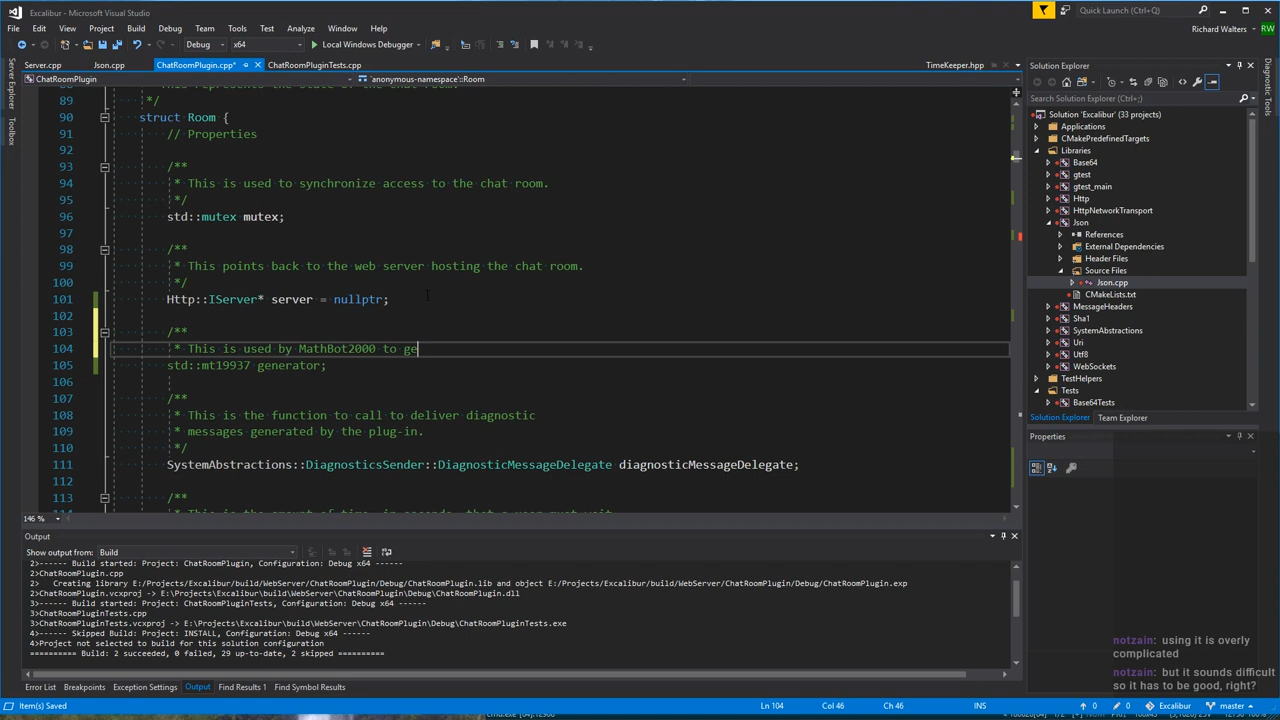 Excalibur - Microsoft Visual Studio
Quick Launch (Ctrl+Q)
File Edit View Project Build Debug Team Tools Test Analyze Window Help
Richard Walters RW
Debug x64 Local Windows Debugger
Server.cpp Json.cpp ChatRoomPlugin.cpp* ChatRoomPluginTests.cpp TimeKeeper.hpp
ChatRoomPlugin `anonymous-namespace'::Room
Server Explorer
Toolbox
89 */
90 struct Room {
91 // Properties
92
93 /**
94 * This is used to synchronize access to the chat room.
95 */
96 std::mutex mutex;
97
98 /**
99 * This points back to the web server hosting the chat room.
100 */
101 Http::IServer* server = nullptr;
102
103 /**
104 * This is used by MathBot2000 to ge
105 std::mt19937 generator;
106
107 /**
108 * This is the function to call to deliver diagnostic
109 * messages generated by the plug-in.
110 */
111 SystemAbstractions::DiagnosticsSender::DiagnosticMessageDelegate diagnosticMessageDelegate;
112
113 /**
146 %
Output
Show output from: Build
2>------ Build started: Project: ChatRoomPlugin, Configuration: Debug x64 ------
2>ChatRoomPlugin.cpp
2> Creating library E:/Projects/Excalibur/build/WebServer/ChatRoomPlugin/Debug/ChatRoomPlugin.lib and object E:/Projects/Excalibur/build/WebServer/ChatRoomPlugin/Debug/ChatRoomPlugin.exp
2>ChatRoomPlugin.vcxproj -> E:\Projects\Excalibur\build\WebServer\ChatRoomPlugin\Debug\ChatRoomPlugin.dll
3>------ Build started: Project: ChatRoomPluginTests, Configuration: Debug x64 ------
3>ChatRoomPluginTests.cpp
3>ChatRoomPluginTests.vcxproj -> E:\Projects\Excalibur\build\WebServer\ChatRoomPlugin\Debug\ChatRoomPluginTests.exe
4>------ Skipped Build: Project: INSTALL, Configuration: Debug x64 ------
4>Project not selected to build for this solution configuration
========== Build: 2 succeeded, 0 failed, 29 up-to-date, 2 skipped ==========
Error List Breakpoints Exception Settings Output Find Results 1 Find Symbol Results
Item(s) Saved Ln 104 Col 46 Ch 46 INS 0 0 Excalibur master
Solution Explorer
Search Solution Explorer (Ctrl+;)
Solution 'Excalibur' (33 projects)
Applications
CMakePredefinedTargets
Libraries
Base64
gtest
gtest_main
Http
HttpNetworkTransport
Json
References
External Dependencies
Header Files
Source Files
Json.cpp
CMakeLists.txt
MessageHeaders
Sha1
SystemAbstractions
Uri
Utf8
WebSockets
TestHelpers
Tests
Base64Tests
Solution Explorer Team Explorer
Properties
Diagnostic Tools
notzain: using it is overly
complicated
notzain: but it sounds difficult
so it has to be good, right?